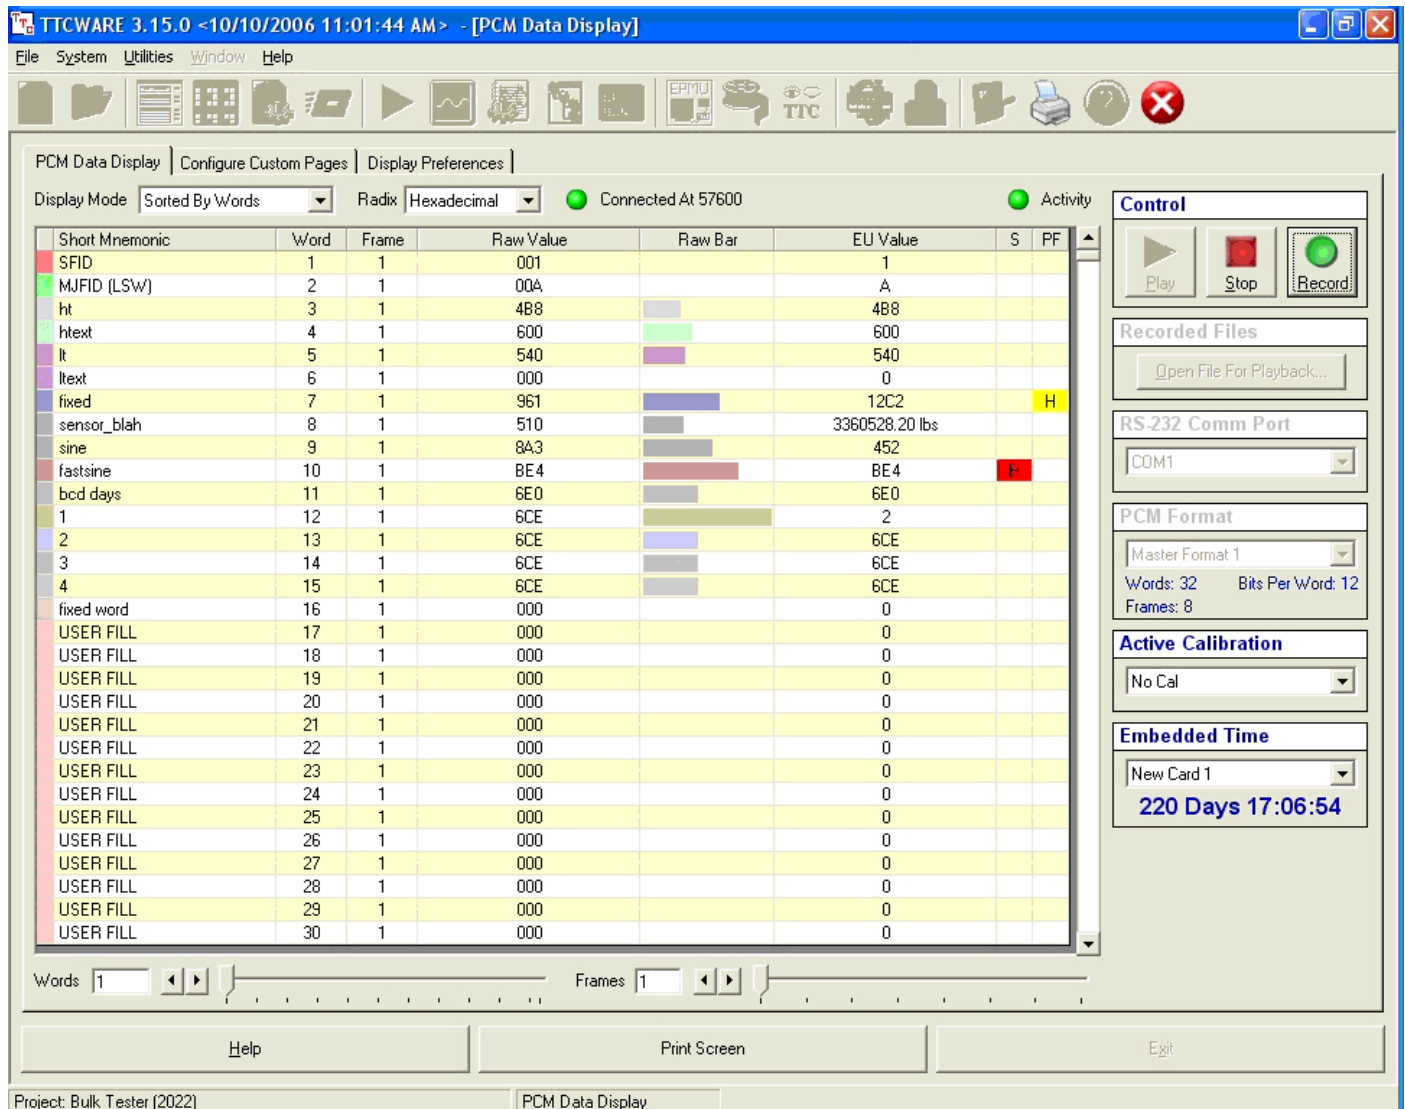 TTCWARE 3.15.0 <10/10/2006 11:01:44 AM> - [PCM Data Display]
File System Utilities Window Help
EPMU
TTC
PCM Data Display Configure Custom Pages Display Preferences
Display Mode Sorted By Words Radix Hexadecimal Connected At 57600 Activity
Short Mnemonic Word Frame Raw Value Raw Bar EU Value S PF
SFID 1 1 001 1
MJFID (LSW) 2 1 00A A
ht 3 1 4B8 4B8
htext 4 1 600 600
lt 5 1 540 540
ltext 6 1 000 0
fixed 7 1 961 12C2 H
sensor_blah 8 1 510 3360528.20 lbs
sine 9 1 8A3 452
fastsine 10 1 BE4 BE4 H
bcd days 11 1 6E0 6E0
1 12 1 6CE 2
2 13 1 6CE 6CE
3 14 1 6CE 6CE
4 15 1 6CE 6CE
fixed word 16 1 000 0
USER FILL 17 1 000 0
USER FILL 18 1 000 0
USER FILL 19 1 000 0
USER FILL 20 1 000 0
USER FILL 21 1 000 0
USER FILL 22 1 000 0
USER FILL 23 1 000 0
USER FILL 24 1 000 0
USER FILL 25 1 000 0
USER FILL 26 1 000 0
USER FILL 27 1 000 0
USER FILL 28 1 000 0
USER FILL 29 1 000 0
USER FILL 30 1 000 0
Words 1 Frames 1
Control
Play Stop Record
Recorded Files
Open File For Playback...
RS-232 Comm Port
COM1
PCM Format
Master Format 1
Words: 32 Bits Per Word: 12
Frames: 8
Active Calibration
No Cal
Embedded Time
New Card 1
220 Days 17:06:54
Help Print Screen Exit
Project: Bulk Tester (2022) PCM Data Display